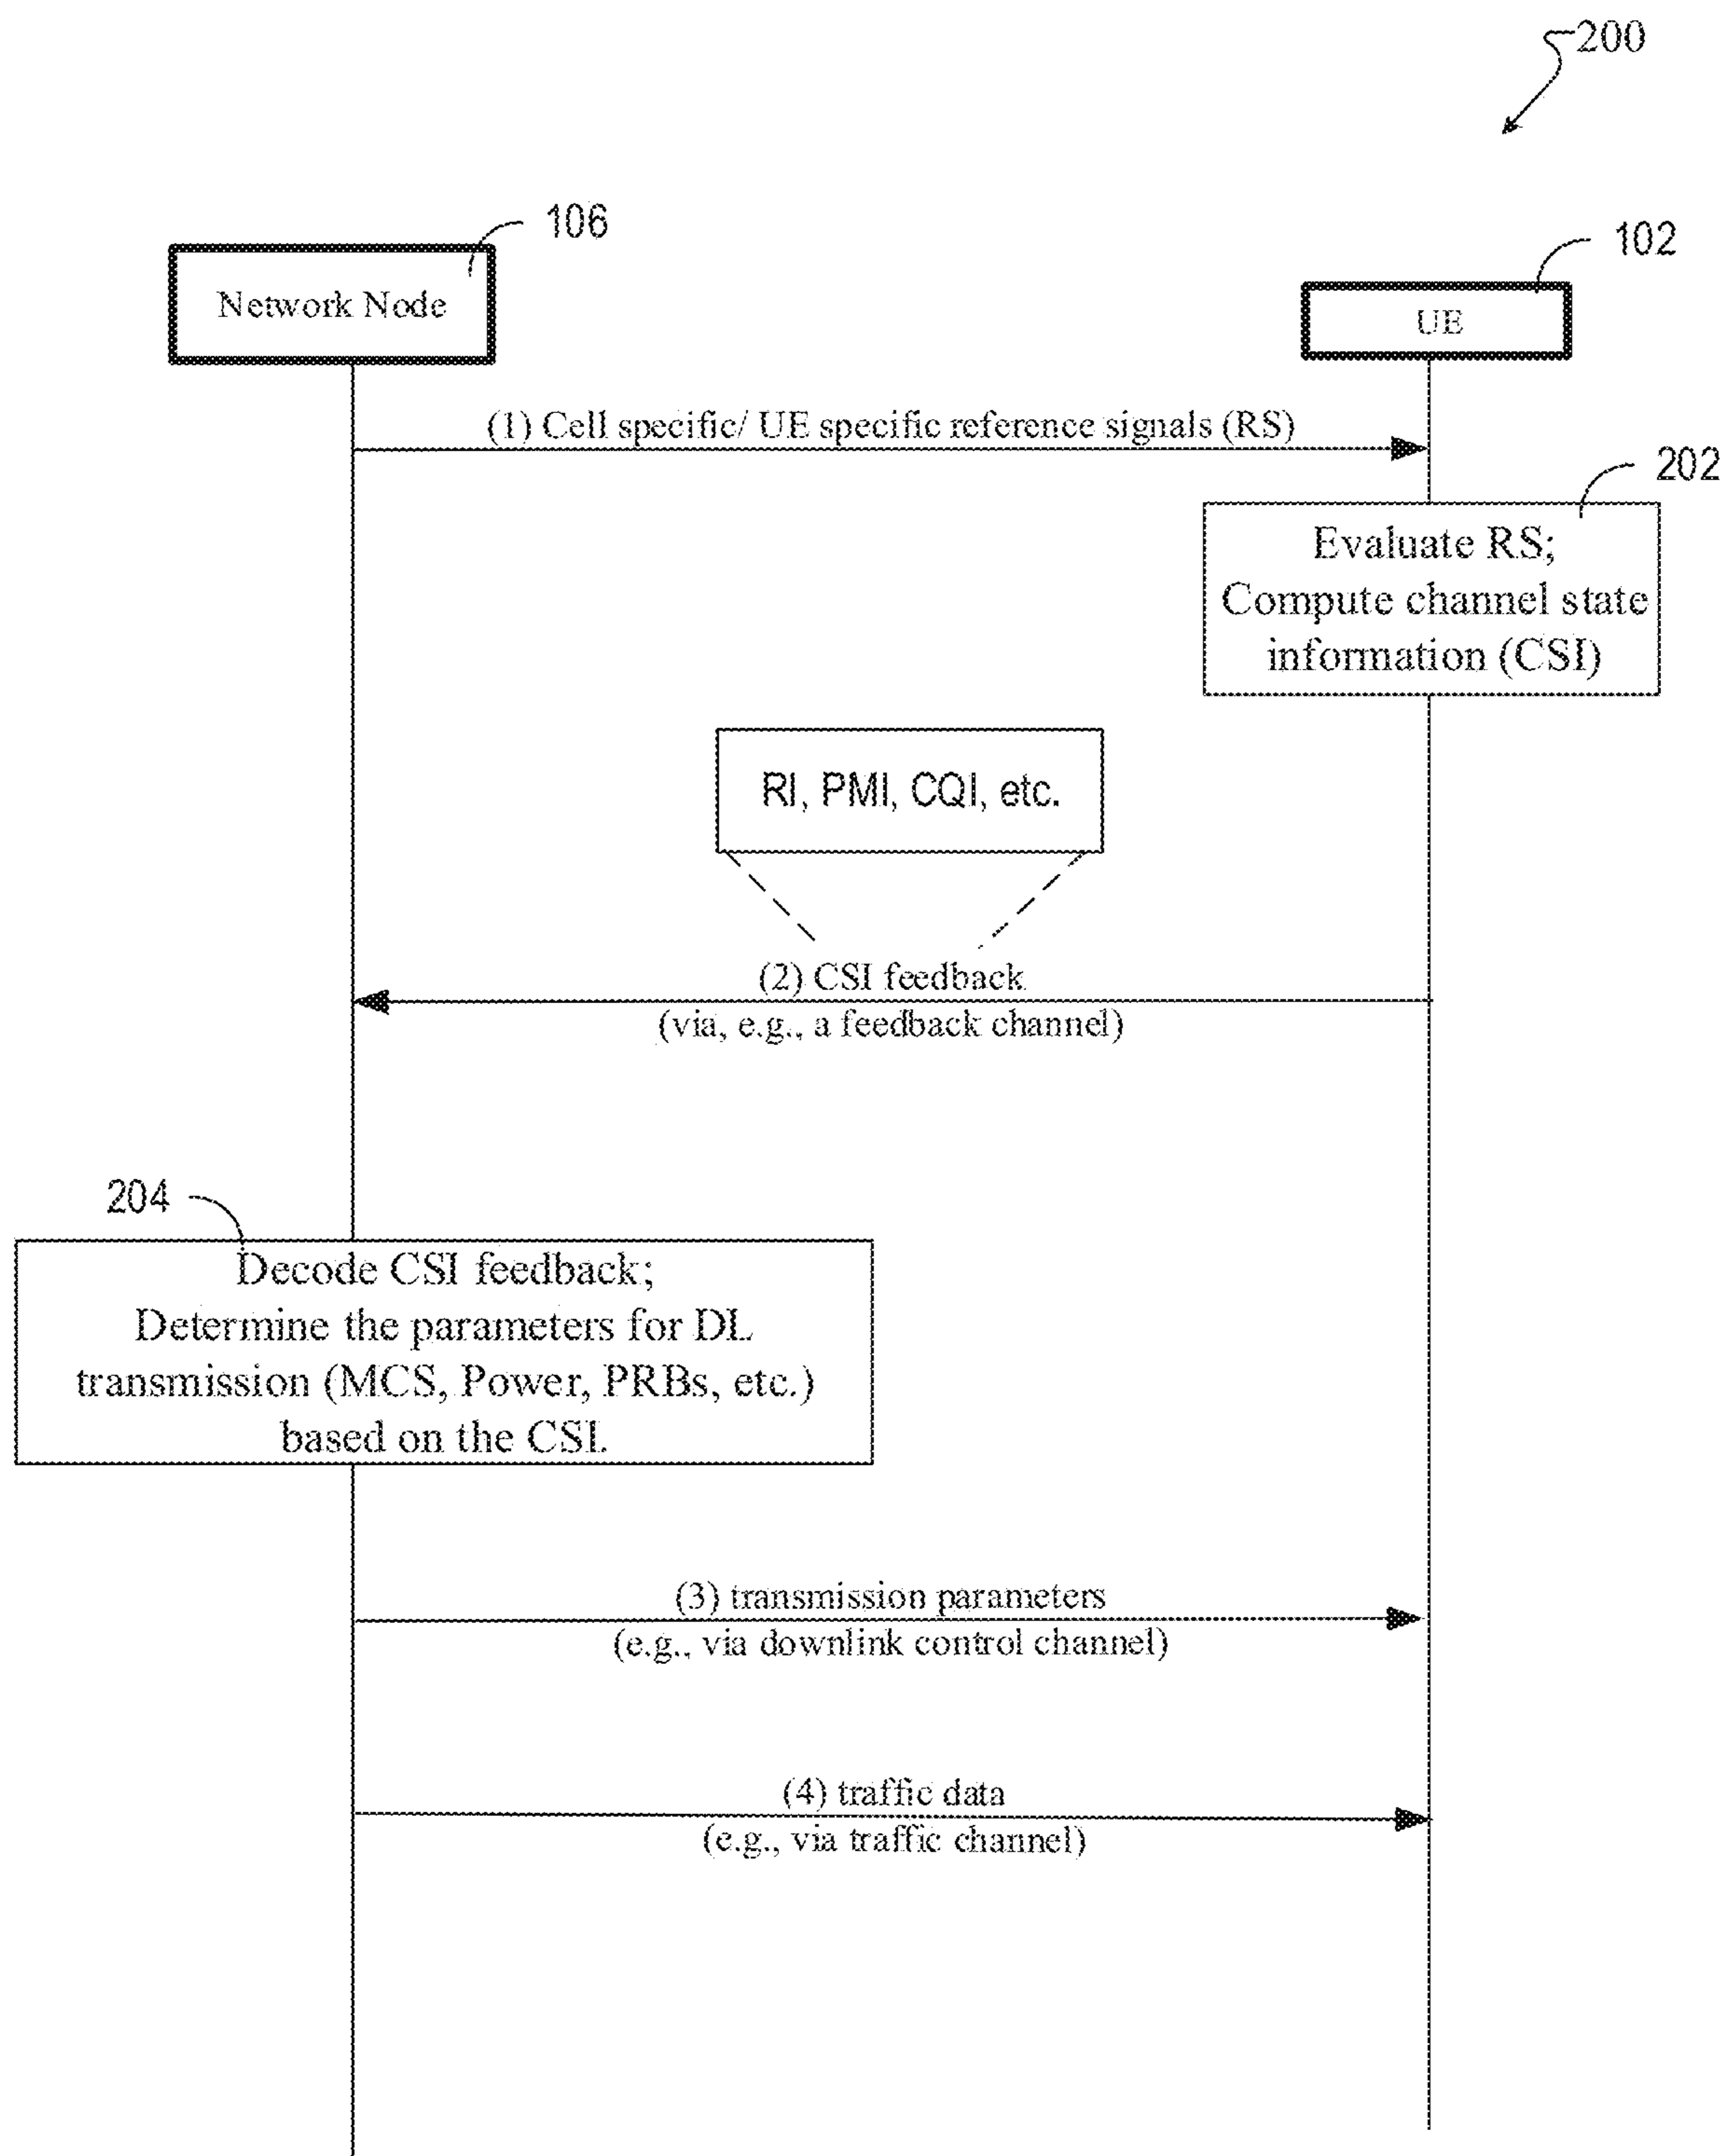 200
106
Network Node
102
UE
(1) Cell specific/ UE specific reference signals (RS)
202
Evaluate RS;
Compute channel state
information (CSI)
RI, PMI, CQI, etc.
(2) CSI feedback
(via, e.g., a feedback channel)
204
Decode CSI feedback;
Determine the parameters for DL
transmission (MCS, Power, PRBs, etc.)
based on the CSI.
(3) transmission parameters
(e.g., via downlink control channel)
(4) traffic data
(e.g., via traffic channel)